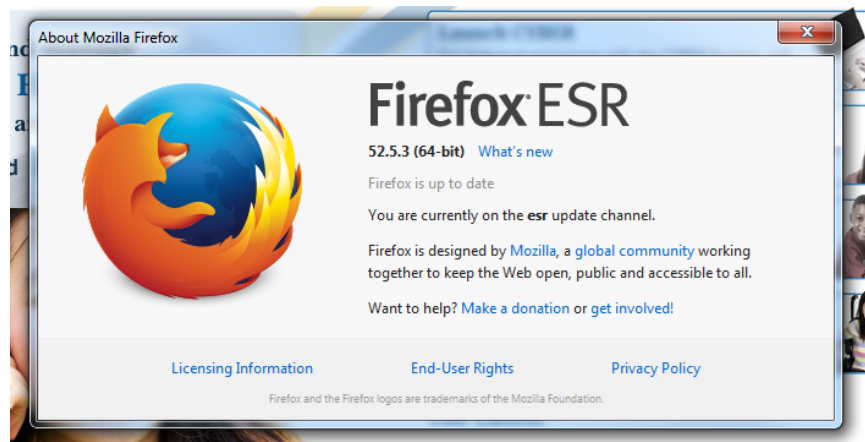 About Mozilla Firefox
Launch CYBER
Firefox ESR
52.5.3 (64-bit) What's new
Firefox is up to date
You are currently on the esr update channel.
Firefox is designed by Mozilla, a global community working
together to keep the Web open, public and accessible to all.
Want to help? Make a donation or get involved!
Licensing Information End-User Rights Privacy Policy
Firefox and the Firefox logos are trademarks of the Mozilla Foundation.